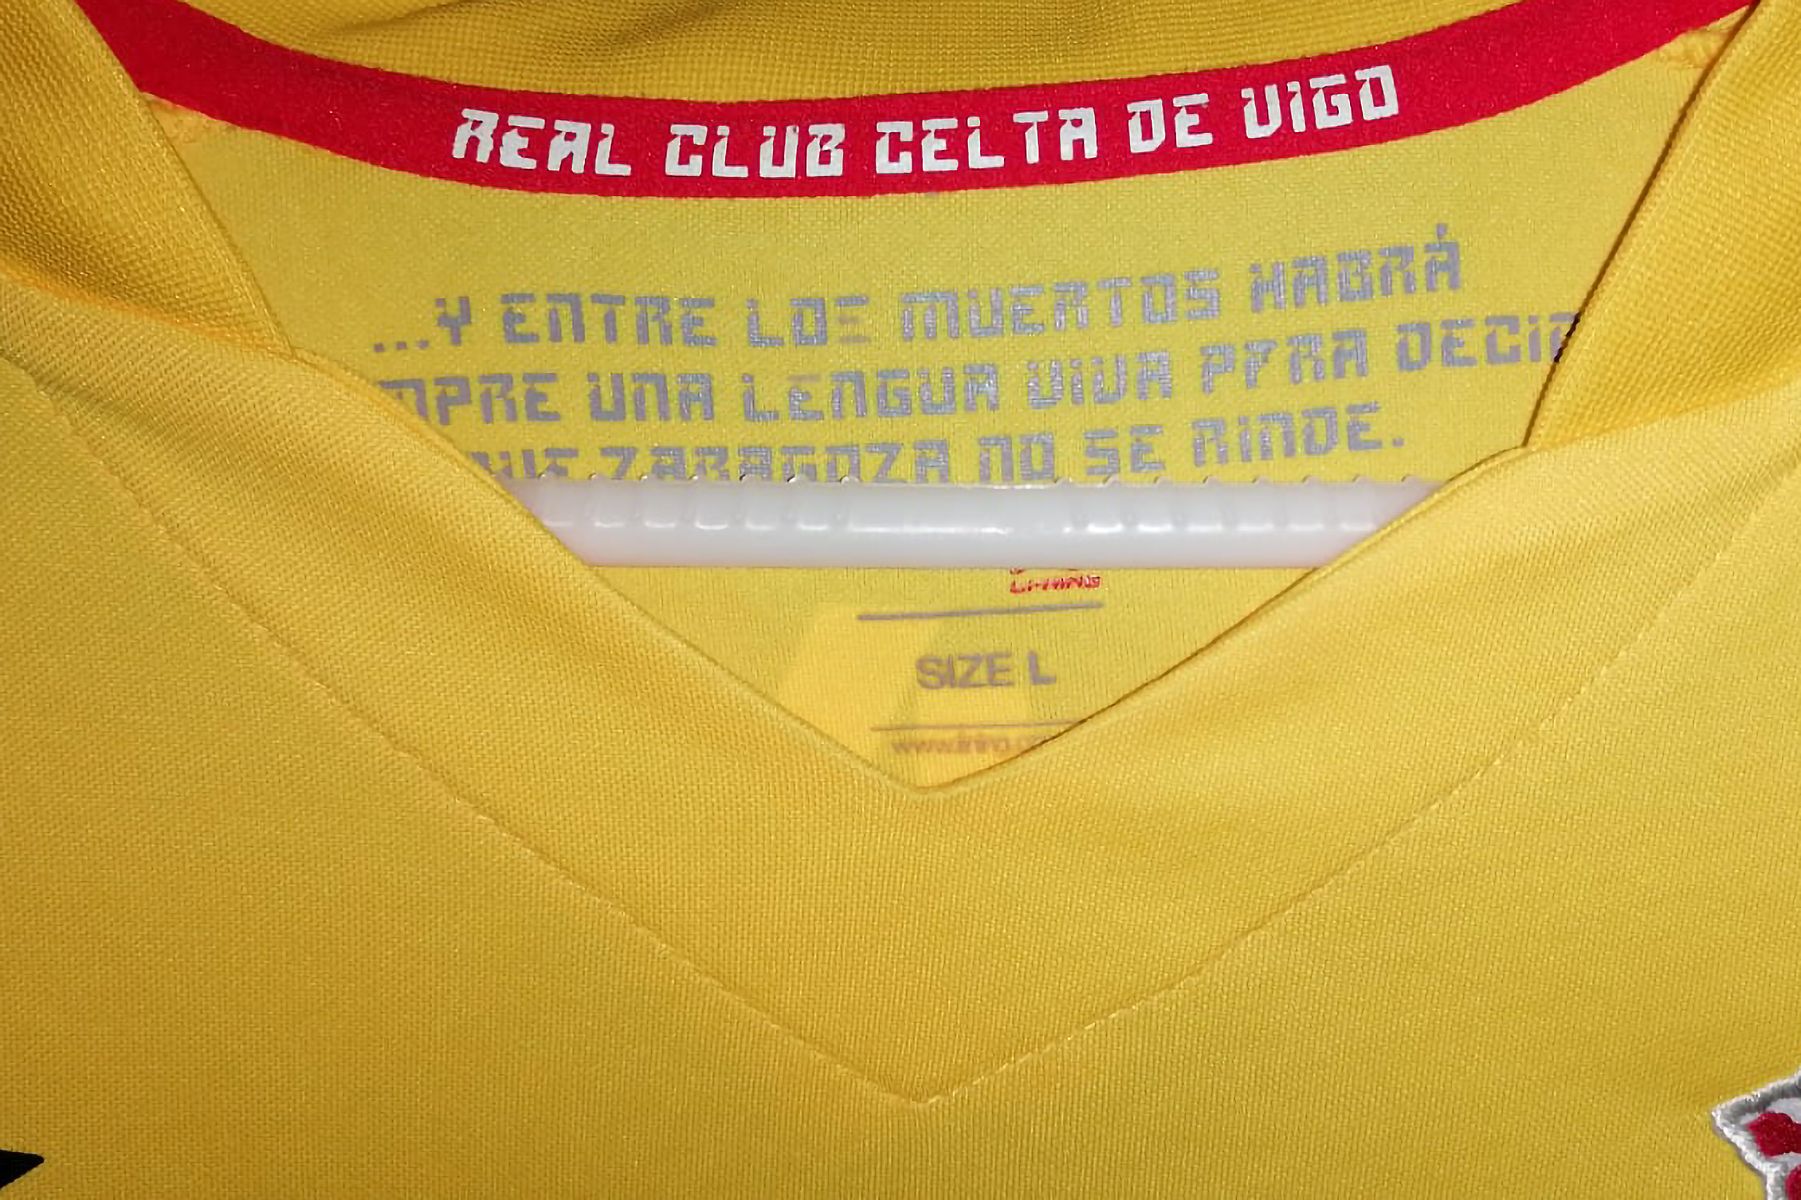 REAL CLUB CELTA DE VIGO
...Y ENTRE LOS MUERTOS HABRÁ
UNA LENGUA VIVA PARA
ZARAGOZA NO SE RINDE.
SIZE L